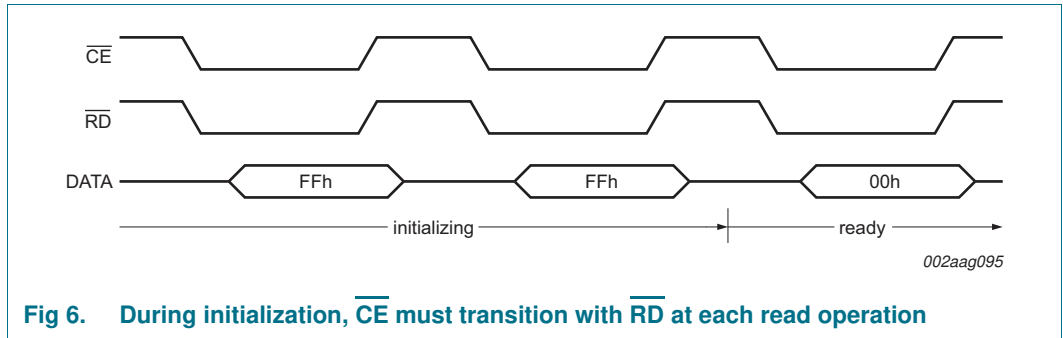 CE
RD
DATA FFh FFh 00h
initializing ready
002aag095
Fig 6. During initialization, CE must transition with RD at each read operation